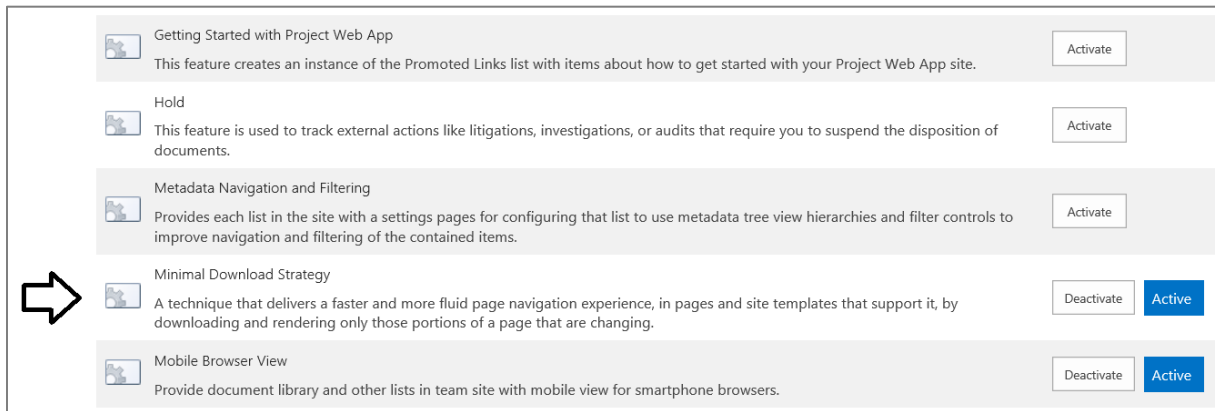 Getting Started with Project Web App
This feature creates an instance of the Promoted Links list with items about how to get started with your Project Web App site.
Activate
Hold
This feature is used to track external actions like litigations, investigations, or audits that require you to suspend the disposition of
documents.
Activate
Metadata Navigation and Filtering
Provides each list in the site with a settings pages for configuring that list to use metadata tree view hierarchies and filter controls to
improve navigation and filtering of the contained items.
Activate
Minimal Download Strategy
A technique that delivers a faster and more fluid page navigation experience, in pages and site templates that support it, by
downloading and rendering only those portions of a page that are changing.
Deactivate Active
Mobile Browser View
Provide document library and other lists in team site with mobile view for smartphone browsers.
Deactivate Active